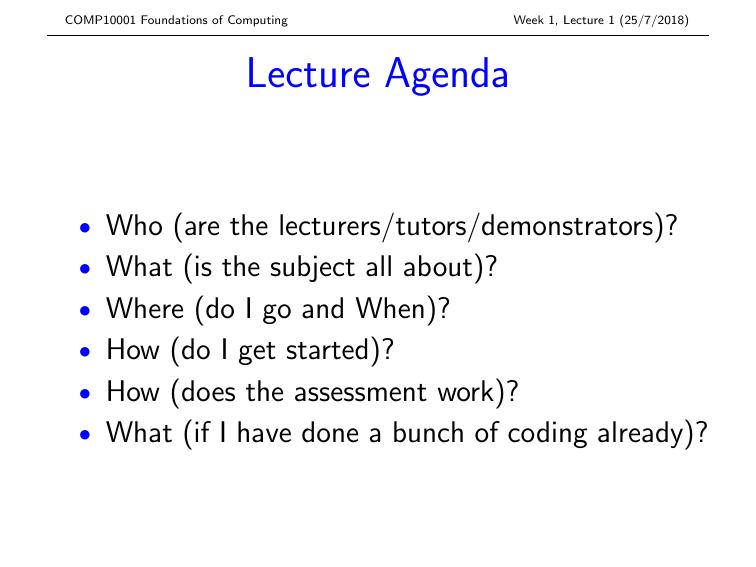 COMP10001 Foundations of Computing Week 1, Lecture 1 (25/7/2018)
Lecture Agenda
• Who (are the lecturers/tutors/demonstrators)?
• What (is the subject all about)?
• Where (do I go and When)?
• How (do I get started)?
• How (does the assessment work)?
• What (if I have done a bunch of coding already)?